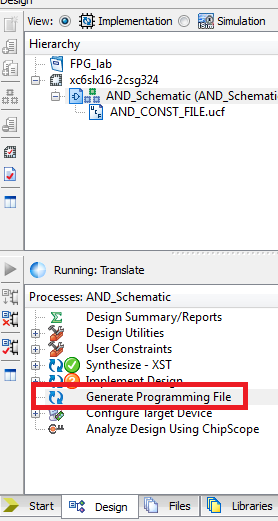 Design
View: Implementation Simulation
Hierarchy
FPG_lab
xc6slx16-2csg324
AND_Schematic (AND_Schemati
AND_CONST_FILE.ucf
Running: Translate
Processes: AND_Schematic
Design Summary/Reports
Design Utilities
User Constraints
Synthesize - XST
Implement Design
Generate Programming File
Configure Target Device
Analyze Design Using ChipScope
Start Design Files Libraries